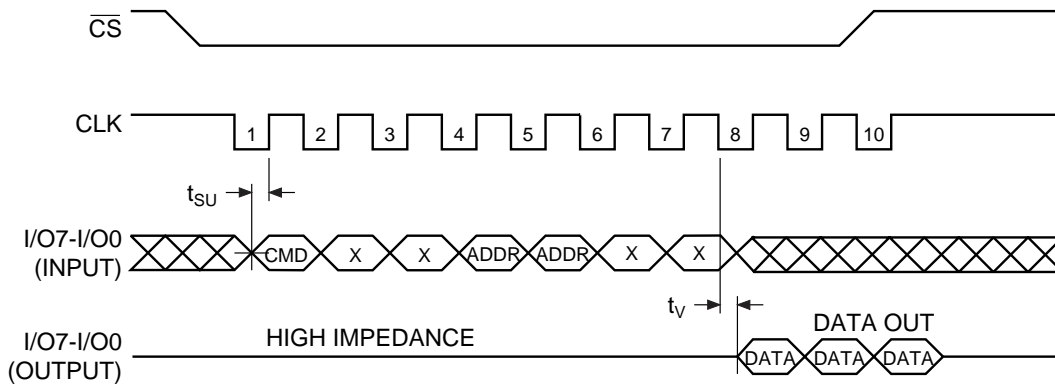 CS
CLK
1 2 3 4 5 6 7 8 9 10
tSU
I/O7-I/O0
(INPUT)
CMD X X ADDR ADDR X X
tV
I/O7-I/O0
(OUTPUT)
HIGH IMPEDANCE
DATA OUT
DATA DATA DATA